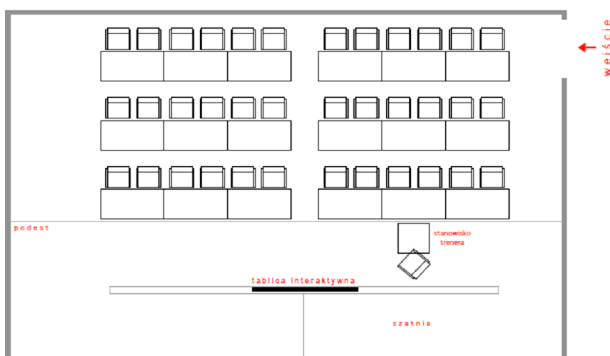 wejście
podest
stanowisko
trenera
tablica interaktywna
szatnia